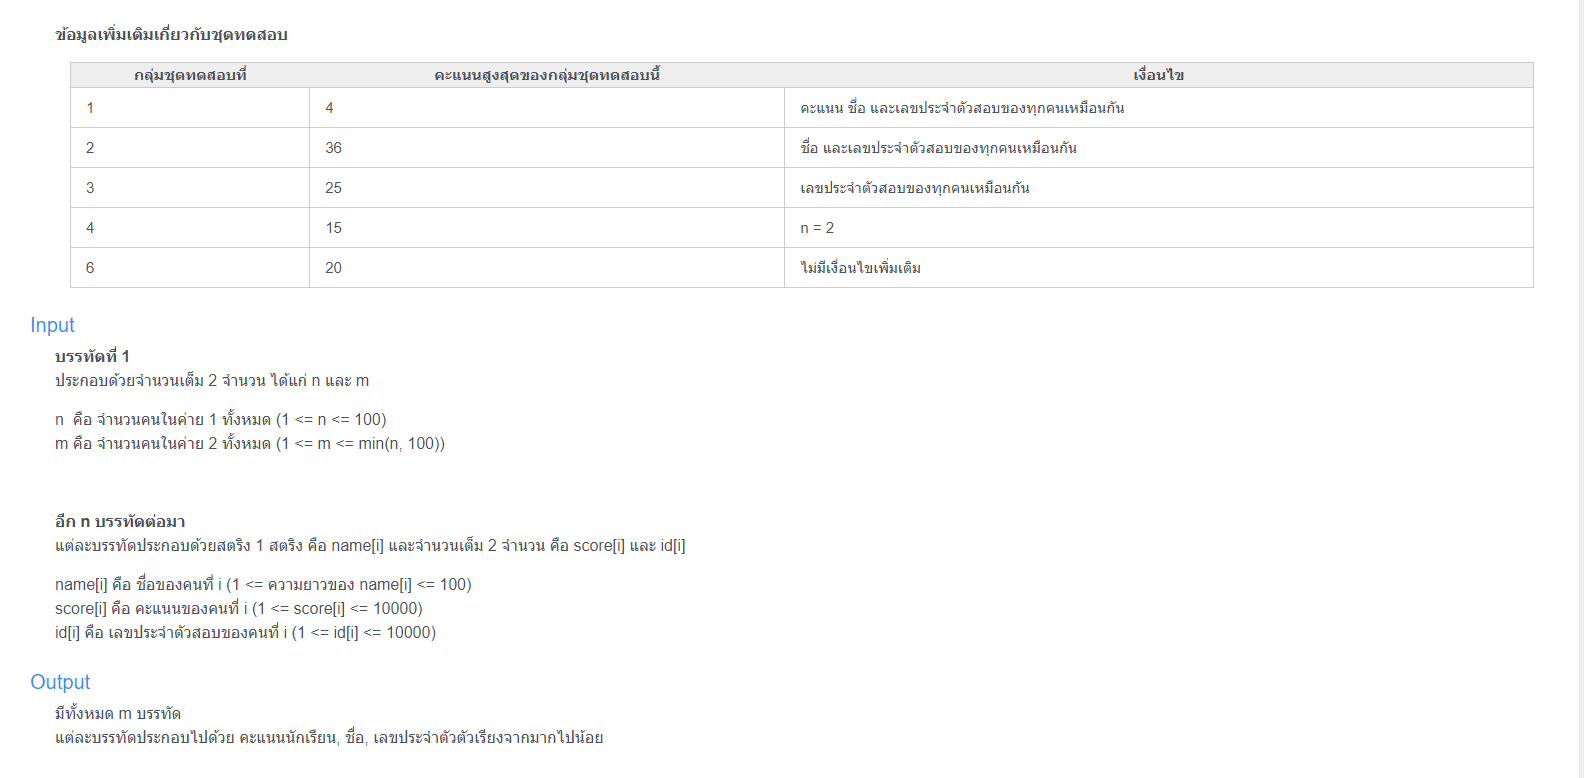 ข้อมูลเพิ่มเติมเกี่ยวกับชุดทดสอบ
กลุ่มชุดทดสอบที่ คะแนนสูงสุดของกลุ่มชุดทดสอบนี้ เงื่อนไข
1 4 คะแนน ชื่อ และเลขประจำตัวสอบของทุกคนเหมือนกัน
2 36 ชื่อ และเลขประจำตัวสอบของทุกคนเหมือนกัน
3 25 เลขประจำตัวสอบของทุกคนเหมือนกัน
4 15 n = 2
6 20 ไม่มีเงื่อนไขเพิ่มเติม
Input
บรรทัดที่ 1
ประกอบด้วยจำนวนเต็ม 2 จำนวน ได้แก่ n และ m
n คือ จำนวนคนในค่าย 1 ทั้งหมด (1 <= n <= 100)
m คือ จำนวนคนในค่าย 2 ทั้งหมด (1 <= m <= min(n, 100))
อีก n บรรทัดต่อมา
แต่ละบรรทัดประกอบด้วยสตริง 1 สตริง คือ name[i] และจำนวนเต็ม 2 จำนวน คือ score[i] และ id[i]
name[i] คือ ชื่อของคนที่ i (1 <= ความยาวของ name[i] <= 100)
score[i] คือ คะแนนของคนที่ i (1 <= score[i] <= 10000)
id[i] คือ เลขประจำตัวสอบของคนที่ i (1 <= id[i] <= 10000)
Output
มีทั้งหมด m บรรทัด
แต่ละบรรทัดประกอบไปด้วย คะแนนนักเรียน, ชื่อ, เลขประจำตัวตัวเรียงจากมากไปน้อย